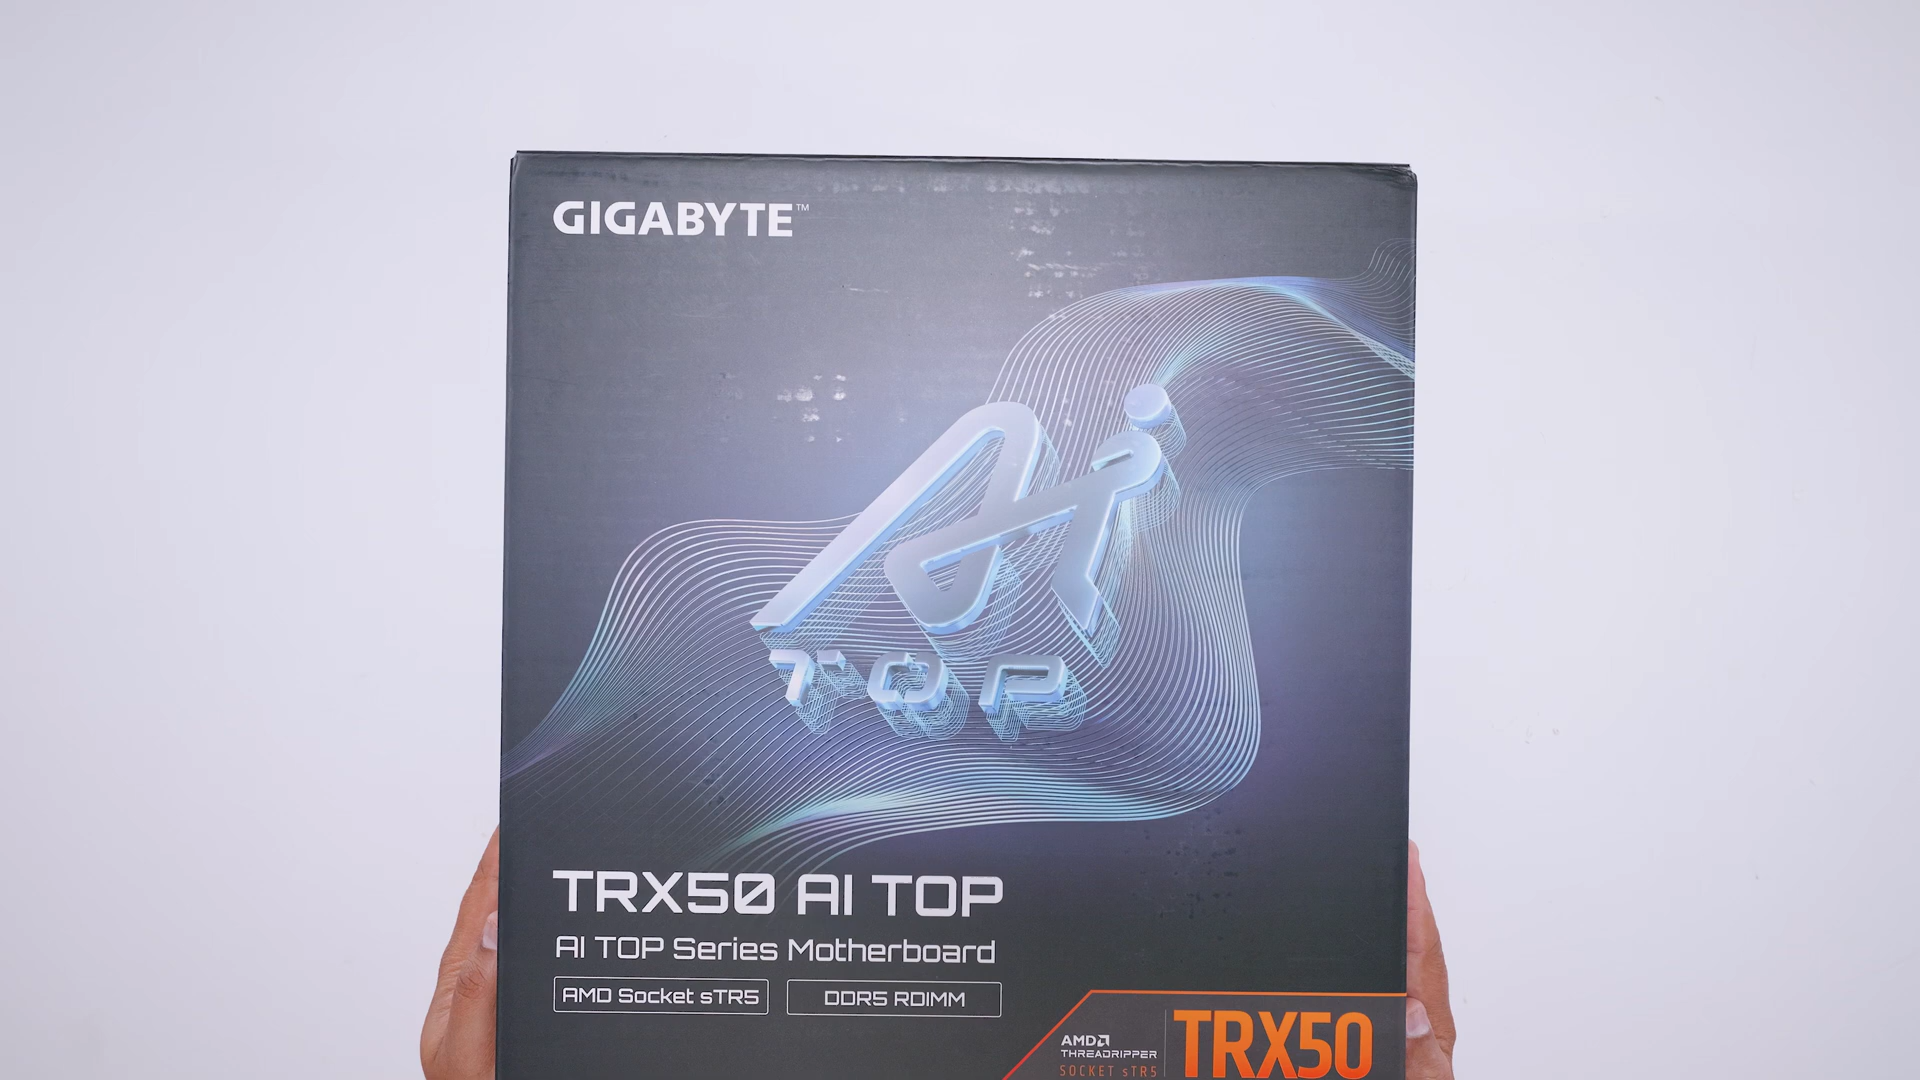 GIGABYTE™
Ai
TOP
TRX50 AI TOP
AI TOP Series Motherboard
AMD Socket sTR5
DDR5 RDIMM
AMD
THREADRIPPER
SOCKET sTR5
TRX50